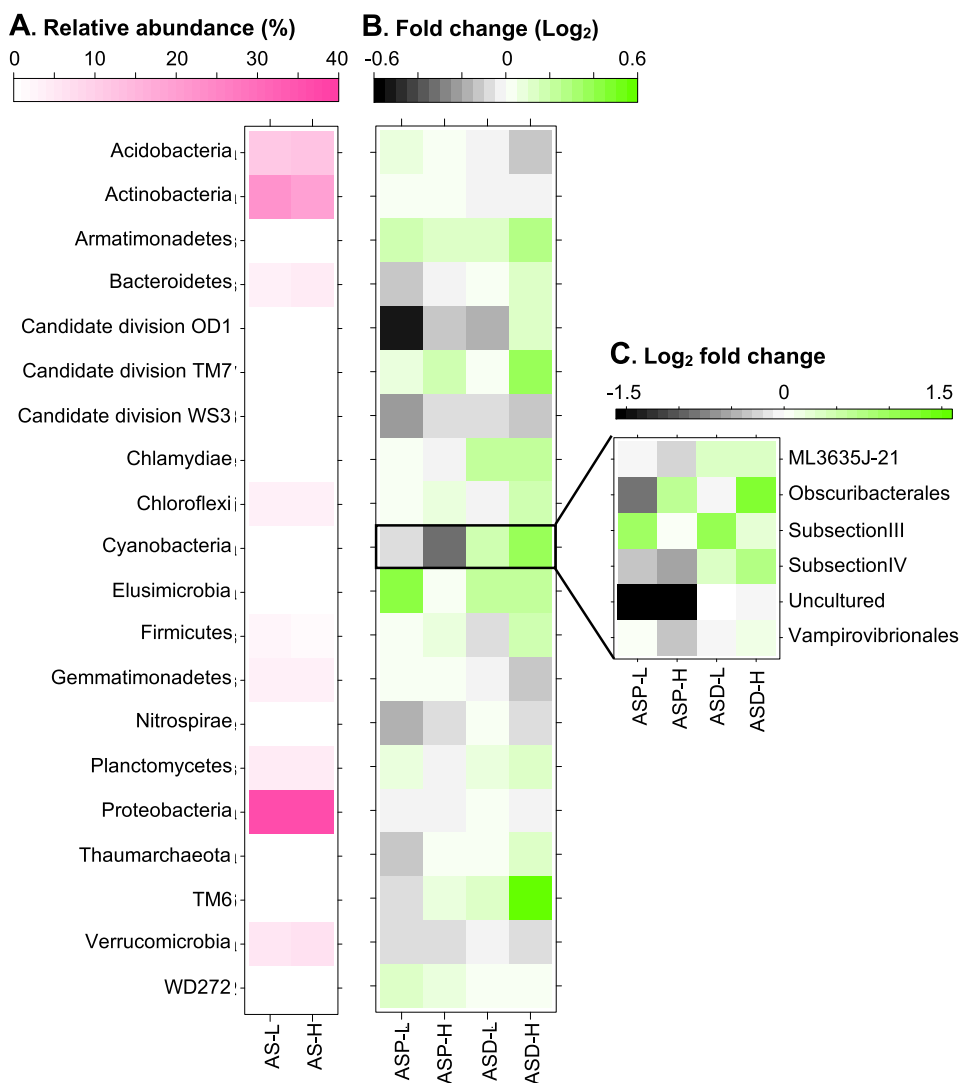 A. Relative abundance (%)
0 10 20 30 40
B. Fold change (Log₂)
-0.6 0 0.6
Acidobacteria
Actinobacteria
Armatimonadetes
Bacteroidetes
Candidate division OD1
Candidate division TM7
Candidate division WS3
Chlamydiae
Chloroflexi
Cyanobacteria
Elusimicrobia
Firmicutes
Gemmatimonadetes
Nitrospirae
Planctomycetes
Proteobacteria
Thaumarchaeota
TM6
Verrucomicrobia
WD272
AS-L
AS-H
ASP-L
ASP-H
ASD-L
ASD-H
C. Log₂ fold change
-1.5 0 1.5
ML3635J-21
Obscuribacterales
SubsectionIII
SubsectionIV
Uncultured
Vampirovibrionales
ASP-L
ASP-H
ASD-L
ASD-H